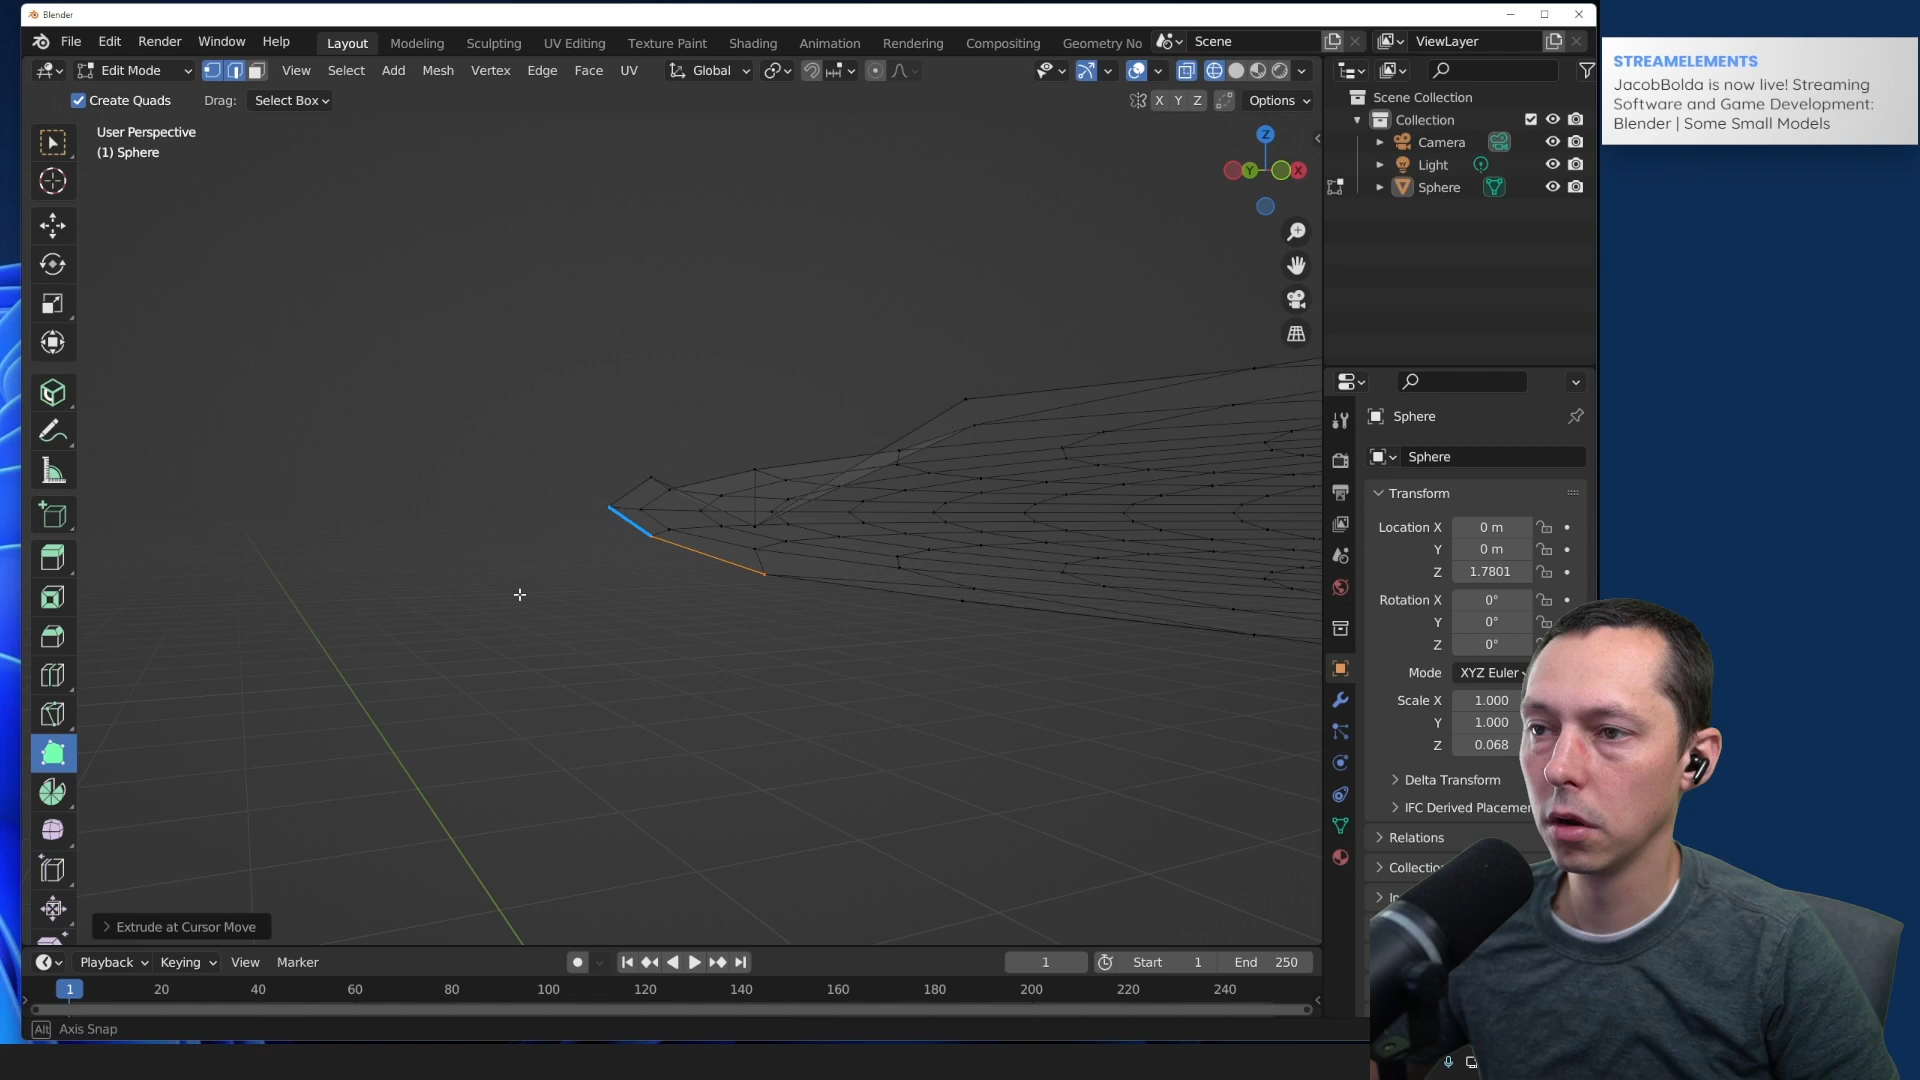 Blender
File Edit Render Window Help Layout Modeling Sculpting UV Editing Texture Paint Shading Animation Rendering Compositing Geometry No Scene ViewLayer
Edit Mode View Select Add Mesh Vertex Edge Face UV Global
Create Quads Drag: Select Box X Y Z Options
User Perspective
(1) Sphere
Z
Y X
Scene Collection
Collection
Camera
Light
Sphere
STREAMELEMENTS
JacobBolda is now live! Streaming
Software and Game Development:
Blender | Some Small Models
Sphere
Sphere
Transform
Location X 0 m
Y 0 m
Z 1.7801
Rotation X 0°
Y 0°
Z 0°
Mode XYZ Euler
Scale X 1.000
Y 1.000
Z 0.068
Delta Transform
IFC Derived Placemen
Relations
Collectio
In
Extrude at Cursor Move
Playback Keying View Marker 1 Start 1 End 250
1 20 40 60 80 100 120 140 160 180 200 220 240
Alt Axis Snap